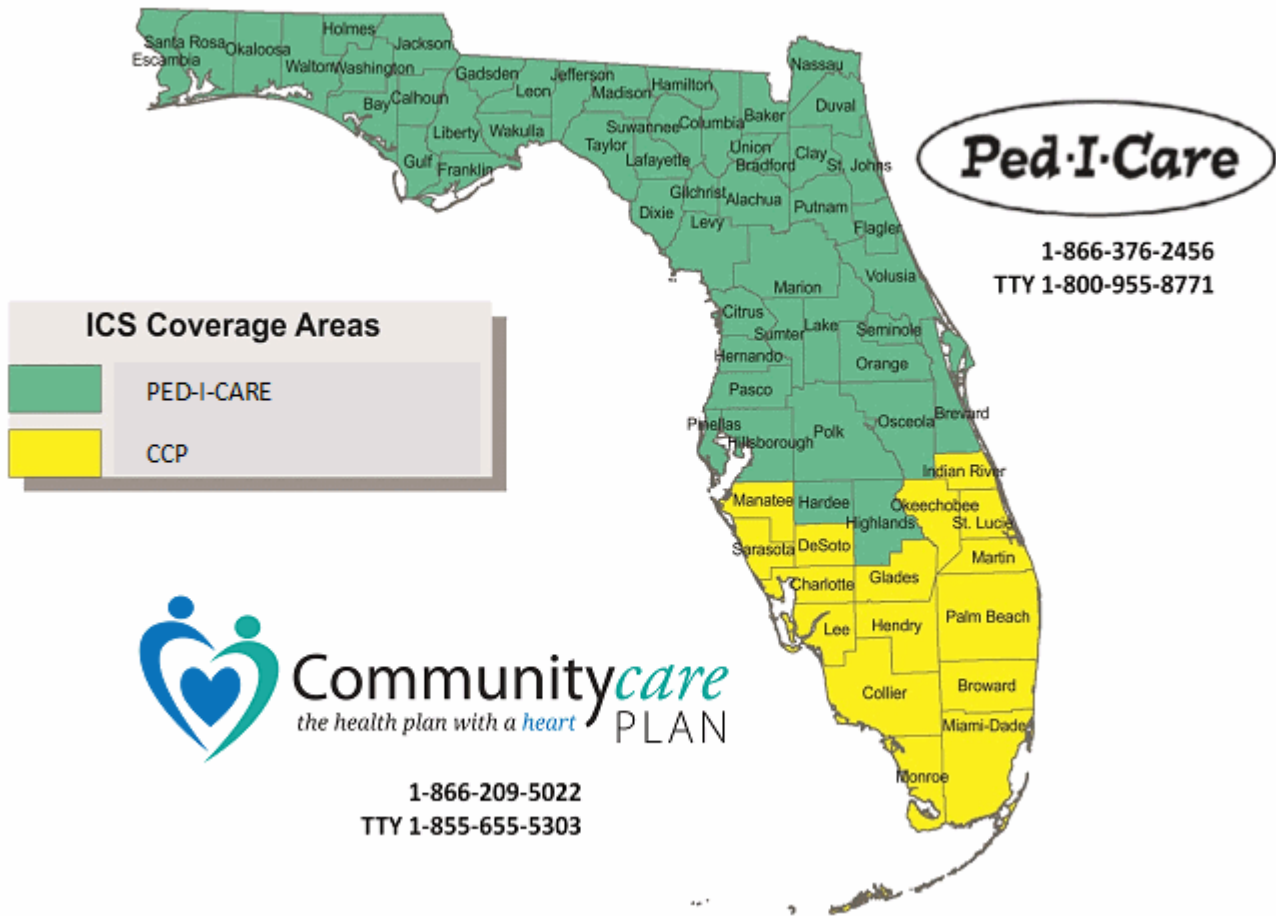 Holmes
Santa Rosa
Okaloosa
Jackson
Escambia
Walton
Washington
Gadsden
Jefferson
Hamilton
Nassau
Leon
Madison
Bay
Calhoun
Duval
Liberty
Wakulla
Suwannee
Columbia
Baker
Taylor
Union
Lafayette
Bradford
Clay
St. Johns
Gulf
Franklin
Gilchrist
Alachua
Putnam
Dixie
Levy
Flagler
Volusia
Marion
Citrus
Sumter
Lake
Seminole
Hernando
Orange
Pasco
Pinellas
Hillsborough
Polk
Osceola
Brevard
Indian River
Manatee
Hardee
Okeechobee
Highlands
St. Lucie
Sarasota
DeSoto
Martin
Charlotte
Glades
Lee
Hendry
Palm Beach
Collier
Broward
Miami-Dade
Monroe
Ped·I·Care
1-866-376-2456
TTY 1-800-955-8771
ICS Coverage Areas
PED-I-CARE
CCP
Communitycare
the health plan with a heart
PLAN
1-866-209-5022
TTY 1-855-655-5303